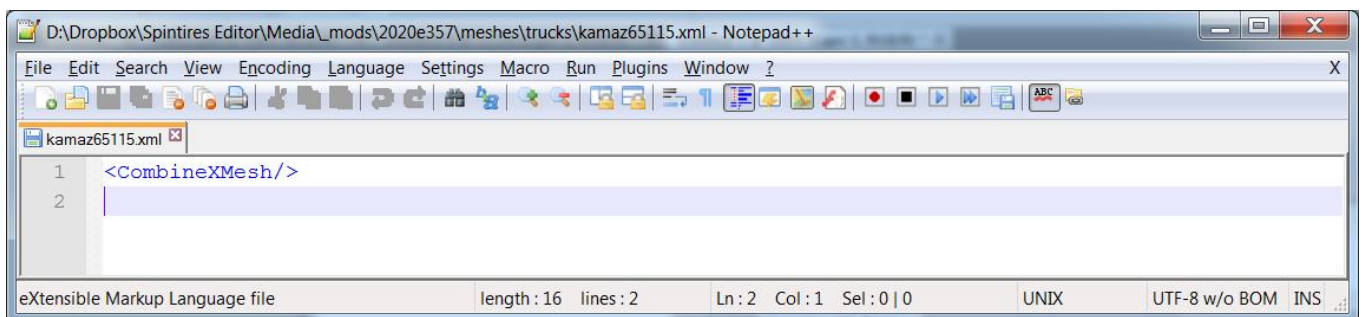 D:\Dropbox\Spintires Editor\Media\_mods\2020e357\meshes\trucks\kamaz65115.xml - Notepad++
File Edit Search View Encoding Language Settings Macro Run Plugins Window ? X
ABC
kamaz65115.xml
1 <CombineXMesh/>
2
eXtensible Markup Language file length : 16 lines : 2 Ln : 2 Col : 1 Sel : 0 | 0 UNIX UTF-8 w/o BOM INS